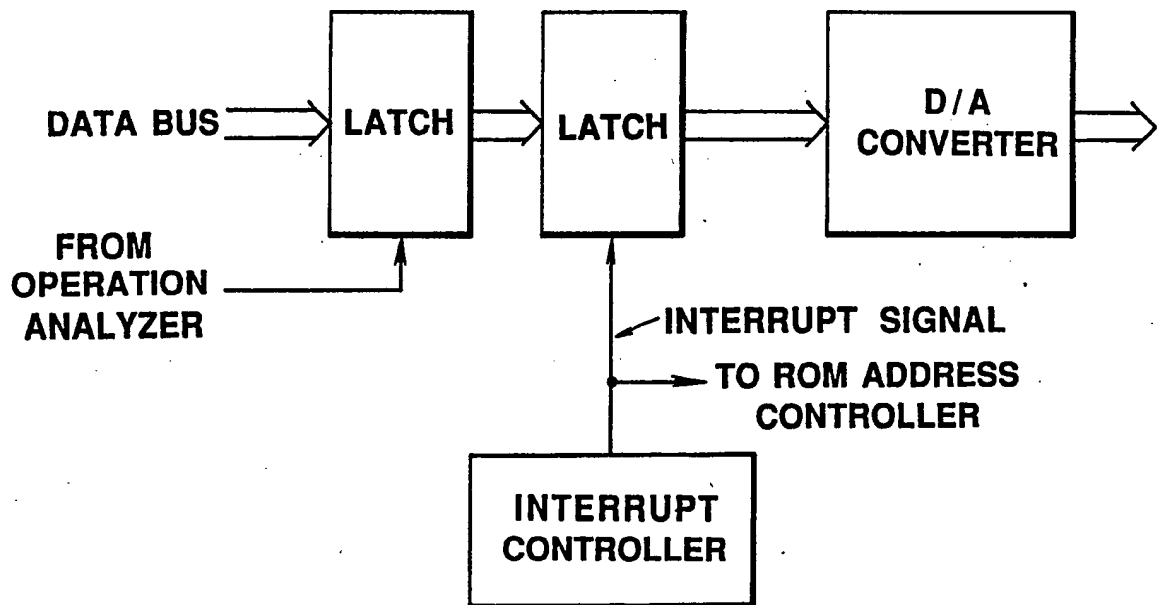 DATA BUS
LATCH
LATCH
D/A
CONVERTER
FROM
OPERATION
ANALYZER
INTERRUPT SIGNAL
TO ROM ADDRESS
CONTROLLER
INTERRUPT
CONTROLLER